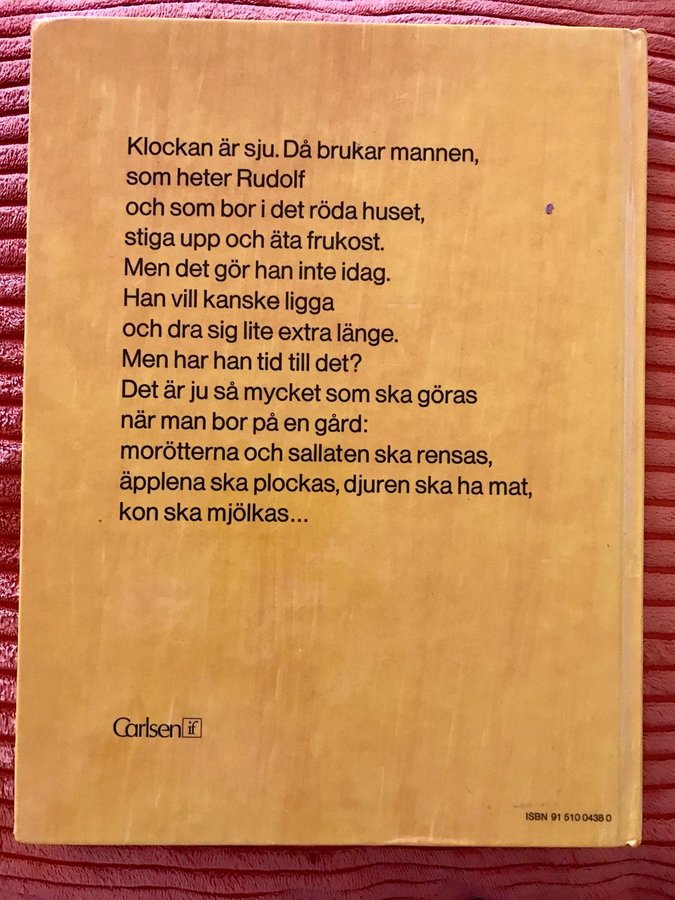 Klockan är sju. Då brukar mannen,
som heter Rudolf
och som bor i det röda huset,
stiga upp och äta frukost.
Men det gör han inte idag.
Han vill kanske ligga
och dra sig lite extra länge.
Men har han tid till det?
Det är ju så mycket som ska göras
när man bor på en gård:
morötterna och sallaten ska rensas,
äpplena ska plockas, djuren ska ha mat,
kon ska mjölkas...
Carlsen if
ISBN 91 510 0438 0